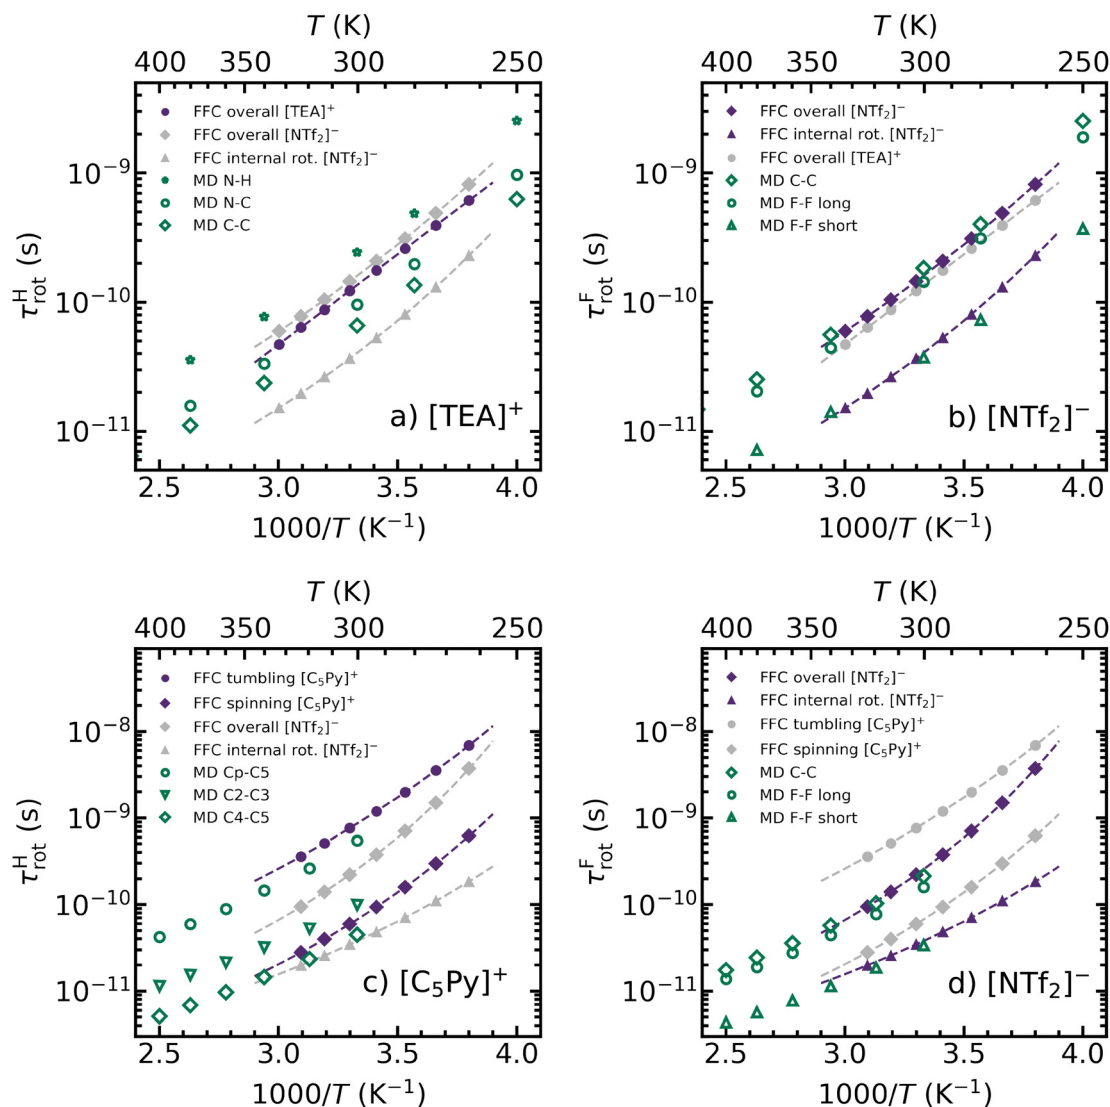 T (K)
400 350 300 250
10⁻⁹
10⁻¹⁰
10⁻¹¹
τᴴrot (s)
FFC overall [TEA]⁺
FFC overall [NTf₂]⁻
FFC internal rot. [NTf₂]⁻
MD N-H
MD N-C
MD C-C
a) [TEA]⁺
2.5 3.0 3.5 4.0
1000/T (K⁻¹)
T (K)
400 350 300 250
10⁻⁹
10⁻¹⁰
10⁻¹¹
τᶠrot (s)
FFC overall [NTf₂]⁻
FFC internal rot. [NTf₂]⁻
FFC overall [TEA]⁺
MD C-C
MD F-F long
MD F-F short
b) [NTf₂]⁻
2.5 3.0 3.5 4.0
1000/T (K⁻¹)
T (K)
400 350 300 250
10⁻⁸
10⁻⁹
10⁻¹⁰
10⁻¹¹
τᴴrot (s)
FFC tumbling [C₅Py]⁺
FFC spinning [C₅Py]⁺
FFC overall [NTf₂]⁻
FFC internal rot. [NTf₂]⁻
MD Cp-C5
MD C2-C3
MD C4-C5
c) [C₅Py]⁺
2.5 3.0 3.5 4.0
1000/T (K⁻¹)
T (K)
400 350 300 250
10⁻⁸
10⁻⁹
10⁻¹⁰
10⁻¹¹
τᶠrot (s)
FFC overall [NTf₂]⁻
FFC internal rot. [NTf₂]⁻
FFC tumbling [C₅Py]⁺
FFC spinning [C₅Py]⁺
MD C-C
MD F-F long
MD F-F short
d) [NTf₂]⁻
2.5 3.0 3.5 4.0
1000/T (K⁻¹)